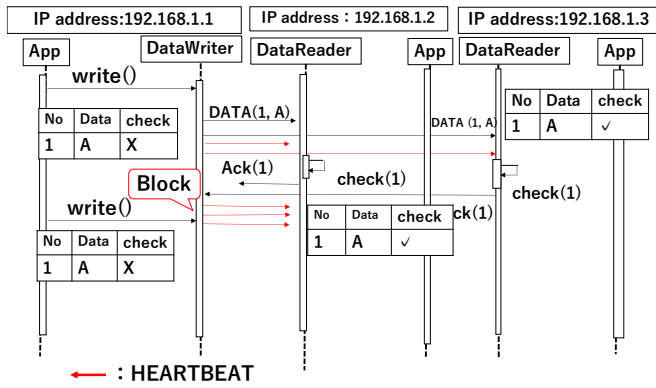 IP address:192.168.1.1
IP address：192.168.1.2
IP address:192.168.1.3
App
DataWriter
DataReader
App
DataReader
App
write()
No Data check
1 A ✓
DATA(1, A)
DATA (1, A)
No Data check
1 A X
Ack(1)
check(1)
check(1)
Block
write()
ck(1)
No Data check
1 A ✓
No Data check
1 A X
: HEARTBEAT